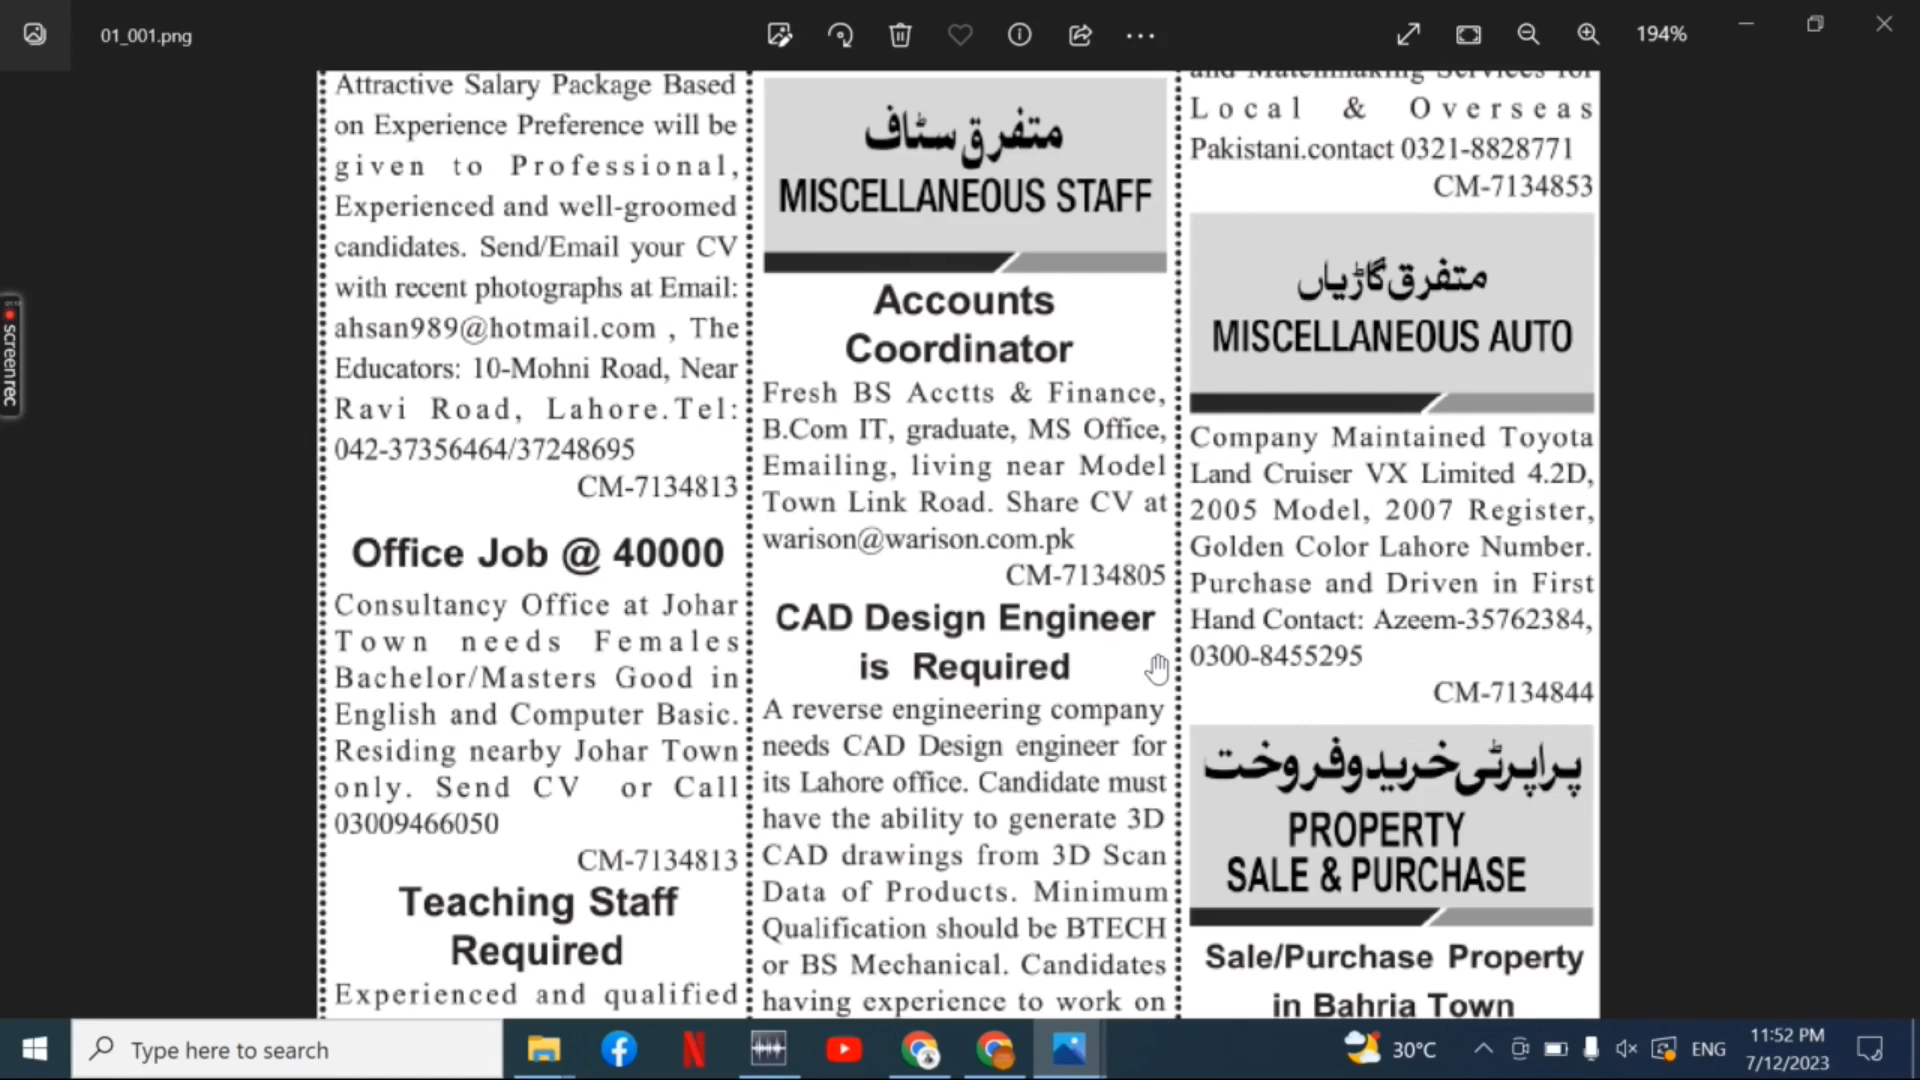 01_001.png
194%
Attractive Salary Package Based
on Experience Preference will be
given to Professional,
Experienced and well-groomed
candidates. Send/Email your CV
with recent photographs at Email:
ahsan989@hotmail.com , The
Educators: 10-Mohni Road, Near
Ravi Road, Lahore.Tel:
042-37356464/37248695
CM-7134813
Office Job @ 40000
Consultancy Office at Johar
Town needs Females
Bachelor/Masters Good in
English and Computer Basic.
Residing nearby Johar Town
only. Send CV or Call
03009466050
CM-7134813
Teaching Staff
Required
Experienced and qualified
متفرق سٹاف
MISCELLANEOUS STAFF
Accounts
Coordinator
Fresh BS Acctts & Finance,
B.Com IT, graduate, MS Office,
Emailing, living near Model
Town Link Road. Share CV at
warison@warison.com.pk
CM-7134805
CAD Design Engineer
is Required
A reverse engineering company
needs CAD Design engineer for
its Lahore office. Candidate must
have the ability to generate 3D
CAD drawings from 3D Scan
Data of Products. Minimum
Qualification should be BTECH
or BS Mechanical. Candidates
having experience to work on
and Matchmaking Services for
Local & Overseas
Pakistani.contact 0321-8828771
CM-7134853
متفرق گاڑیاں
MISCELLANEOUS AUTO
Company Maintained Toyota
Land Cruiser VX Limited 4.2D,
2005 Model, 2007 Register,
Golden Color Lahore Number.
Purchase and Driven in First
Hand Contact: Azeem-35762384,
0300-8455295
CM-7134844
پراپرٹی خرید و فروخت
PROPERTY
SALE & PURCHASE
Sale/Purchase Property
in Bahria Town
screenrec
Type here to search
30°C
ENG
11:52 PM
7/12/2023